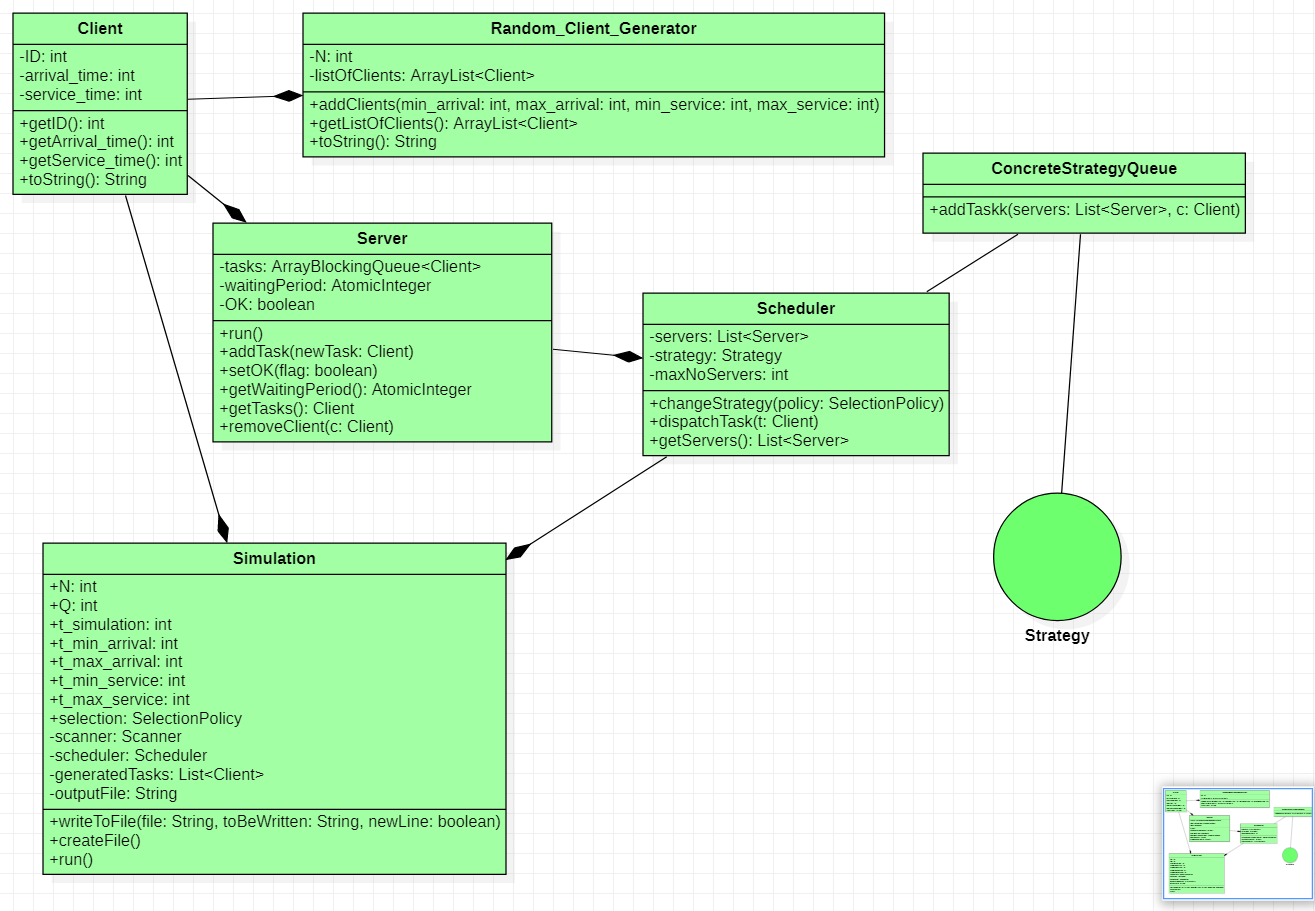 Client
-ID: int
-arrival_time: int
-service_time: int
+getID(): int
+getArrival_time(): int
+getService_time(): int
+toString(): String
Random_Client_Generator
-N: int
-listOfClients: ArrayList<Client>
+addClients(min_arrival: int, max_arrival: int, min_service: int, max_service: int)
+getListOfClients(): ArrayList<Client>
+toString(): String
ConcreteStrategyQueue
+addTaskk(servers: List<Server>, c: Client)
Server
-tasks: ArrayBlockingQueue<Client>
-waitingPeriod: AtomicInteger
-OK: boolean
+run()
+addTask(newTask: Client)
+setOK(flag: boolean)
+getWaitingPeriod(): AtomicInteger
+getTasks(): Client
+removeClient(c: Client)
Scheduler
-servers: List<Server>
-strategy: Strategy
-maxNoServers: int
+changeStrategy(policy: SelectionPolicy)
+dispatchTask(t: Client)
+getServers(): List<Server>
Simulation
+N: int
+Q: int
+t_simulation: int
+t_min_arrival: int
+t_max_arrival: int
+t_min_service: int
+t_max_service: int
+selection: SelectionPolicy
-scanner: Scanner
-scheduler: Scheduler
-generatedTasks: List<Client>
-outputFile: String
+writeToFile(file: String, toBeWritten: String, newLine: boolean)
+createFile()
+run()
Strategy